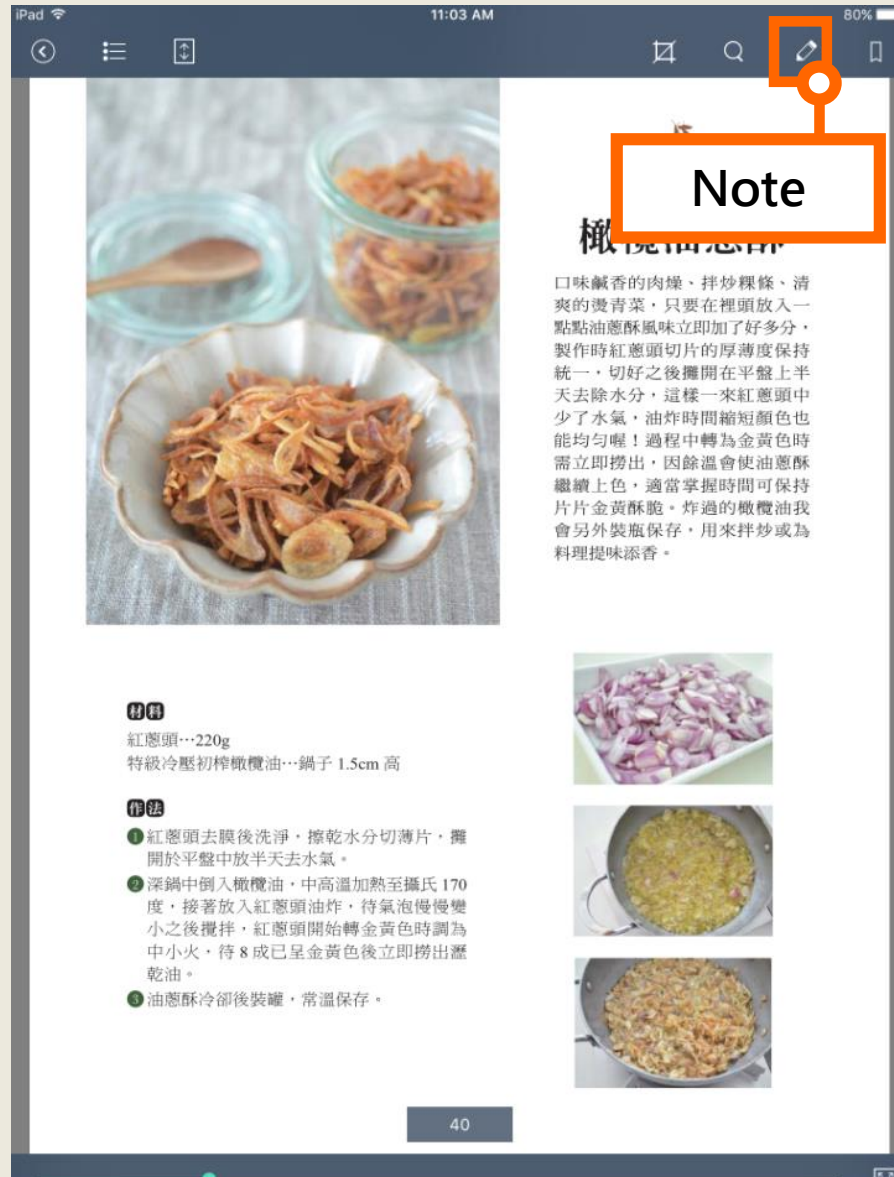 iPad
11:03 AM
80%
Note
口味鹹香的肉燥、拌炒粿條、清
爽的燙青菜，只要在裡頭放入一
點點油蔥酥風味立即加了好多分，
製作時紅蔥頭切片的厚薄度保持
統一，切好之後攤開在平盤上半
天去除水分，這樣一來紅蔥頭中
少了水氣，油炸時間縮短顏色也
能均勻喔！過程中轉為金黃色時
需立即撈出，因餘溫會使油蔥酥
繼續上色，適當掌握時間可保持
片片金黃酥脆。炸過的橄欖油我
會另外裝瓶保存，用來拌炒或為
料理提味添香。
材料
紅蔥頭…220g
特級冷壓初榨橄欖油…鍋子 1.5cm 高
作法
❶紅蔥頭去膜後洗淨，擦乾水分切薄片，攤
開於平盤中放半天去水氣。
❷深鍋中倒入橄欖油，中高溫加熱至攝氏 170
度，接著放入紅蔥頭油炸，待氣泡慢慢變
小之後攪拌，紅蔥頭開始轉金黃色時調為
中小火，待 8 成已呈金黃色後立即撈出瀝
乾油。
❸油蔥酥冷卻後裝罐，常溫保存。
40